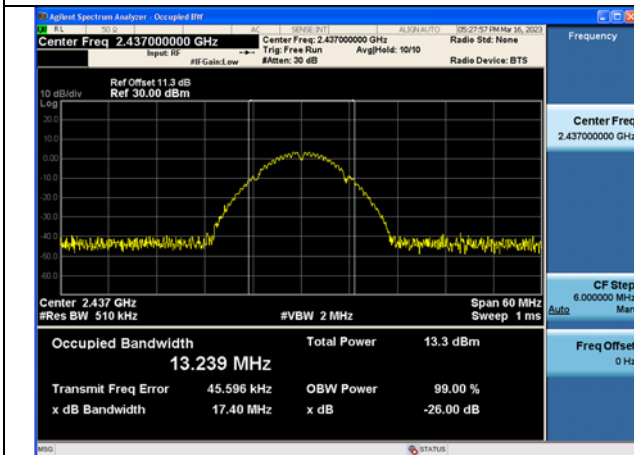 Agilent Spectrum Analyzer - Occupied BW
RL 50 Ω AC SENSE:INT ALIGN AUTO 05:27:57 PM Mar 16, 2023
Center Freq 2.437000000 GHz
Input: RF
#IFGain:Low
Center Freq: 2.437000000 GHz
Trig: Free Run Avg|Hold: 10/10
#Atten: 30 dB
Radio Std: None
Radio Device: BTS
Frequency
Ref Offset 11.3 dB
10 dB/div Ref 30.00 dBm
Log
20.0
10.0
0.00
-10.0
-20.0
-30.0
-40.0
-50.0
-60.0
Center Freq
2.437000000 GHz
Center 2.437 GHz Span 60 MHz
#Res BW 510 kHz #VBW 2 MHz Sweep 1 ms
CF Step
6.000000 MHz
Auto Man
Occupied Bandwidth Total Power 13.3 dBm
13.239 MHz
Transmit Freq Error 45.596 kHz OBW Power 99.00 %
x dB Bandwidth 17.40 MHz x dB -26.00 dB
Freq Offset
0 Hz
MSG STATUS